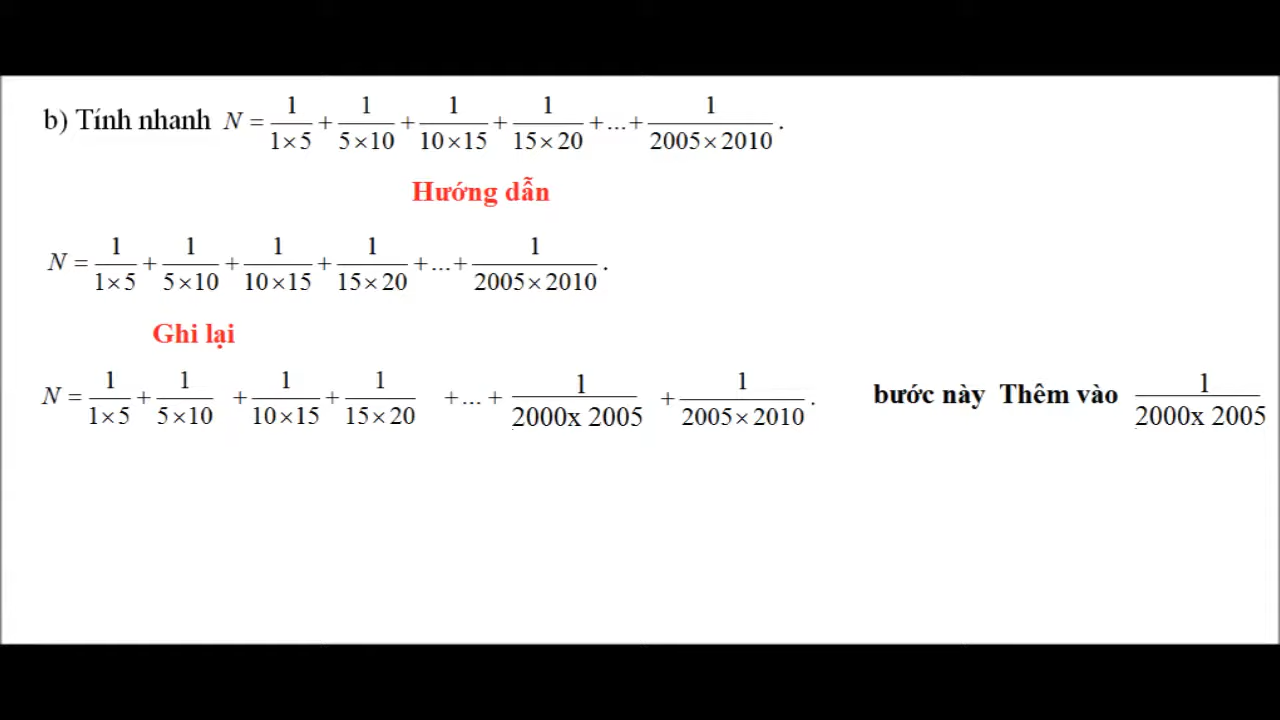 b) Tính nhanh N = 1/(1×5) + 1/(5×10) + 1/(10×15) + 1/(15×20) + ... + 1/(2005×2010) .
Hướng dẫn
N = 1/(1×5) + 1/(5×10) + 1/(10×15) + 1/(15×20) + ... + 1/(2005×2010) .
Ghi lại
N = 1/(1×5) + 1/(5×10) + 1/(10×15) + 1/(15×20) + ... + 1/(2000x 2005) + 1/(2005×2010) . bước này Thêm vào 1/(2000x 2005)